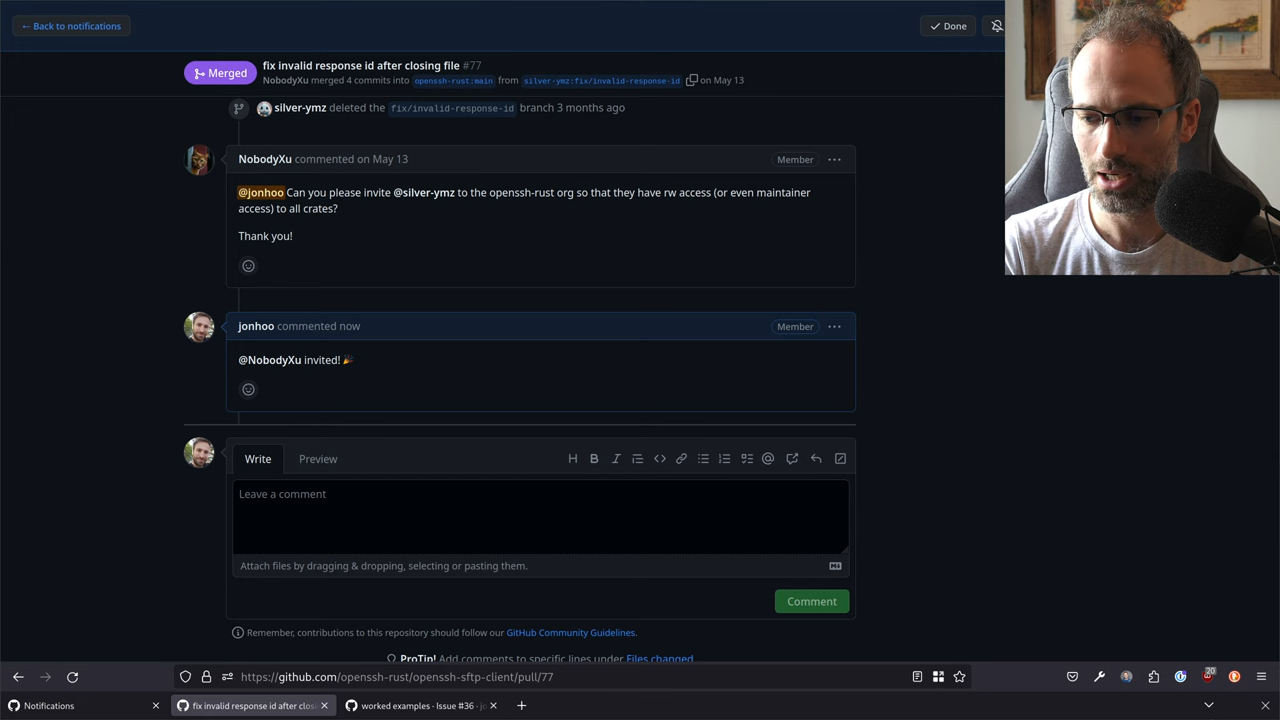 ← Back to notifications
Done
Merged
fix invalid response id after closing file #77
NobodyXu merged 4 commits into openssh-rust:main from silver-ymz:fix/invalid-response-id on May 13
silver-ymz deleted the fix/invalid-response-id branch 3 months ago
NobodyXu commented on May 13
Member
@jonhoo Can you please invite @silver-ymz to the openssh-rust org so that they have rw access (or even maintainer
access) to all crates?
Thank you!
jonhoo commented now
Member
@NobodyXu invited! 🎉
Write
Preview
Leave a comment
Attach files by dragging & dropping, selecting or pasting them.
Comment
Remember, contributions to this repository should follow our GitHub Community Guidelines.
ProTip! Add comments to specific lines under Files changed.
https://github.com/openssh-rust/openssh-sftp-client/pull/77
20
Notifications
fix invalid response id after closi
worked examples · Issue #36 · jo